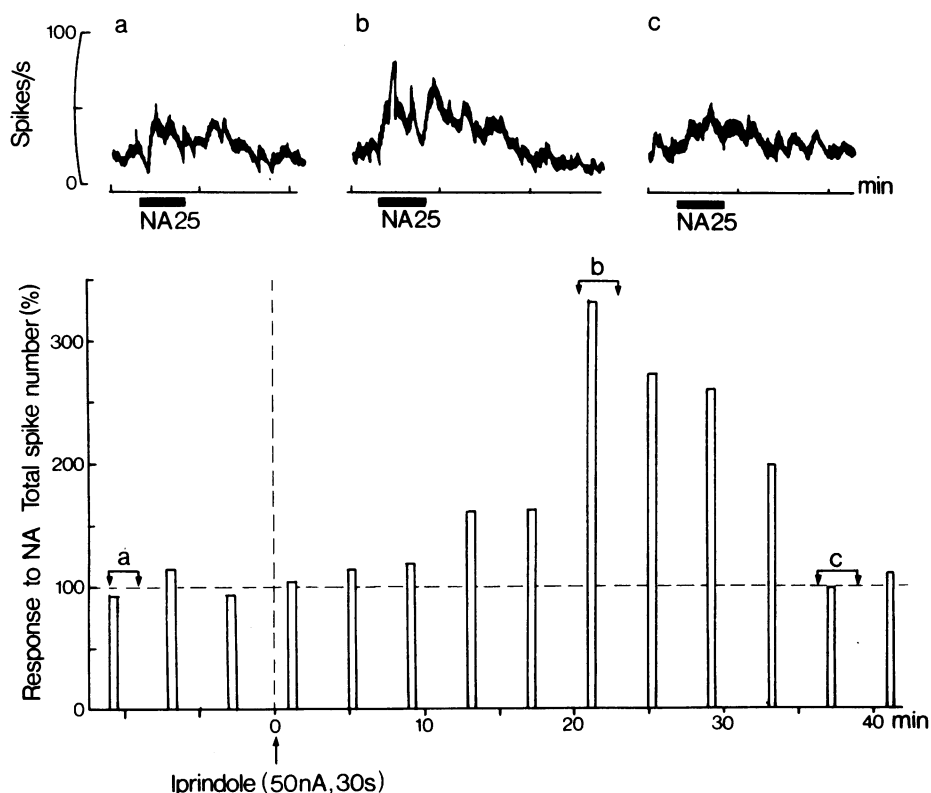 a b c
100
Spikes/s
0
min
NA25 NA25 NA25
b
300
200
a
c
100
0
Response to NA Total spike number (%)
0 10 20 30 40 min
Iprindole (50nA, 30s)